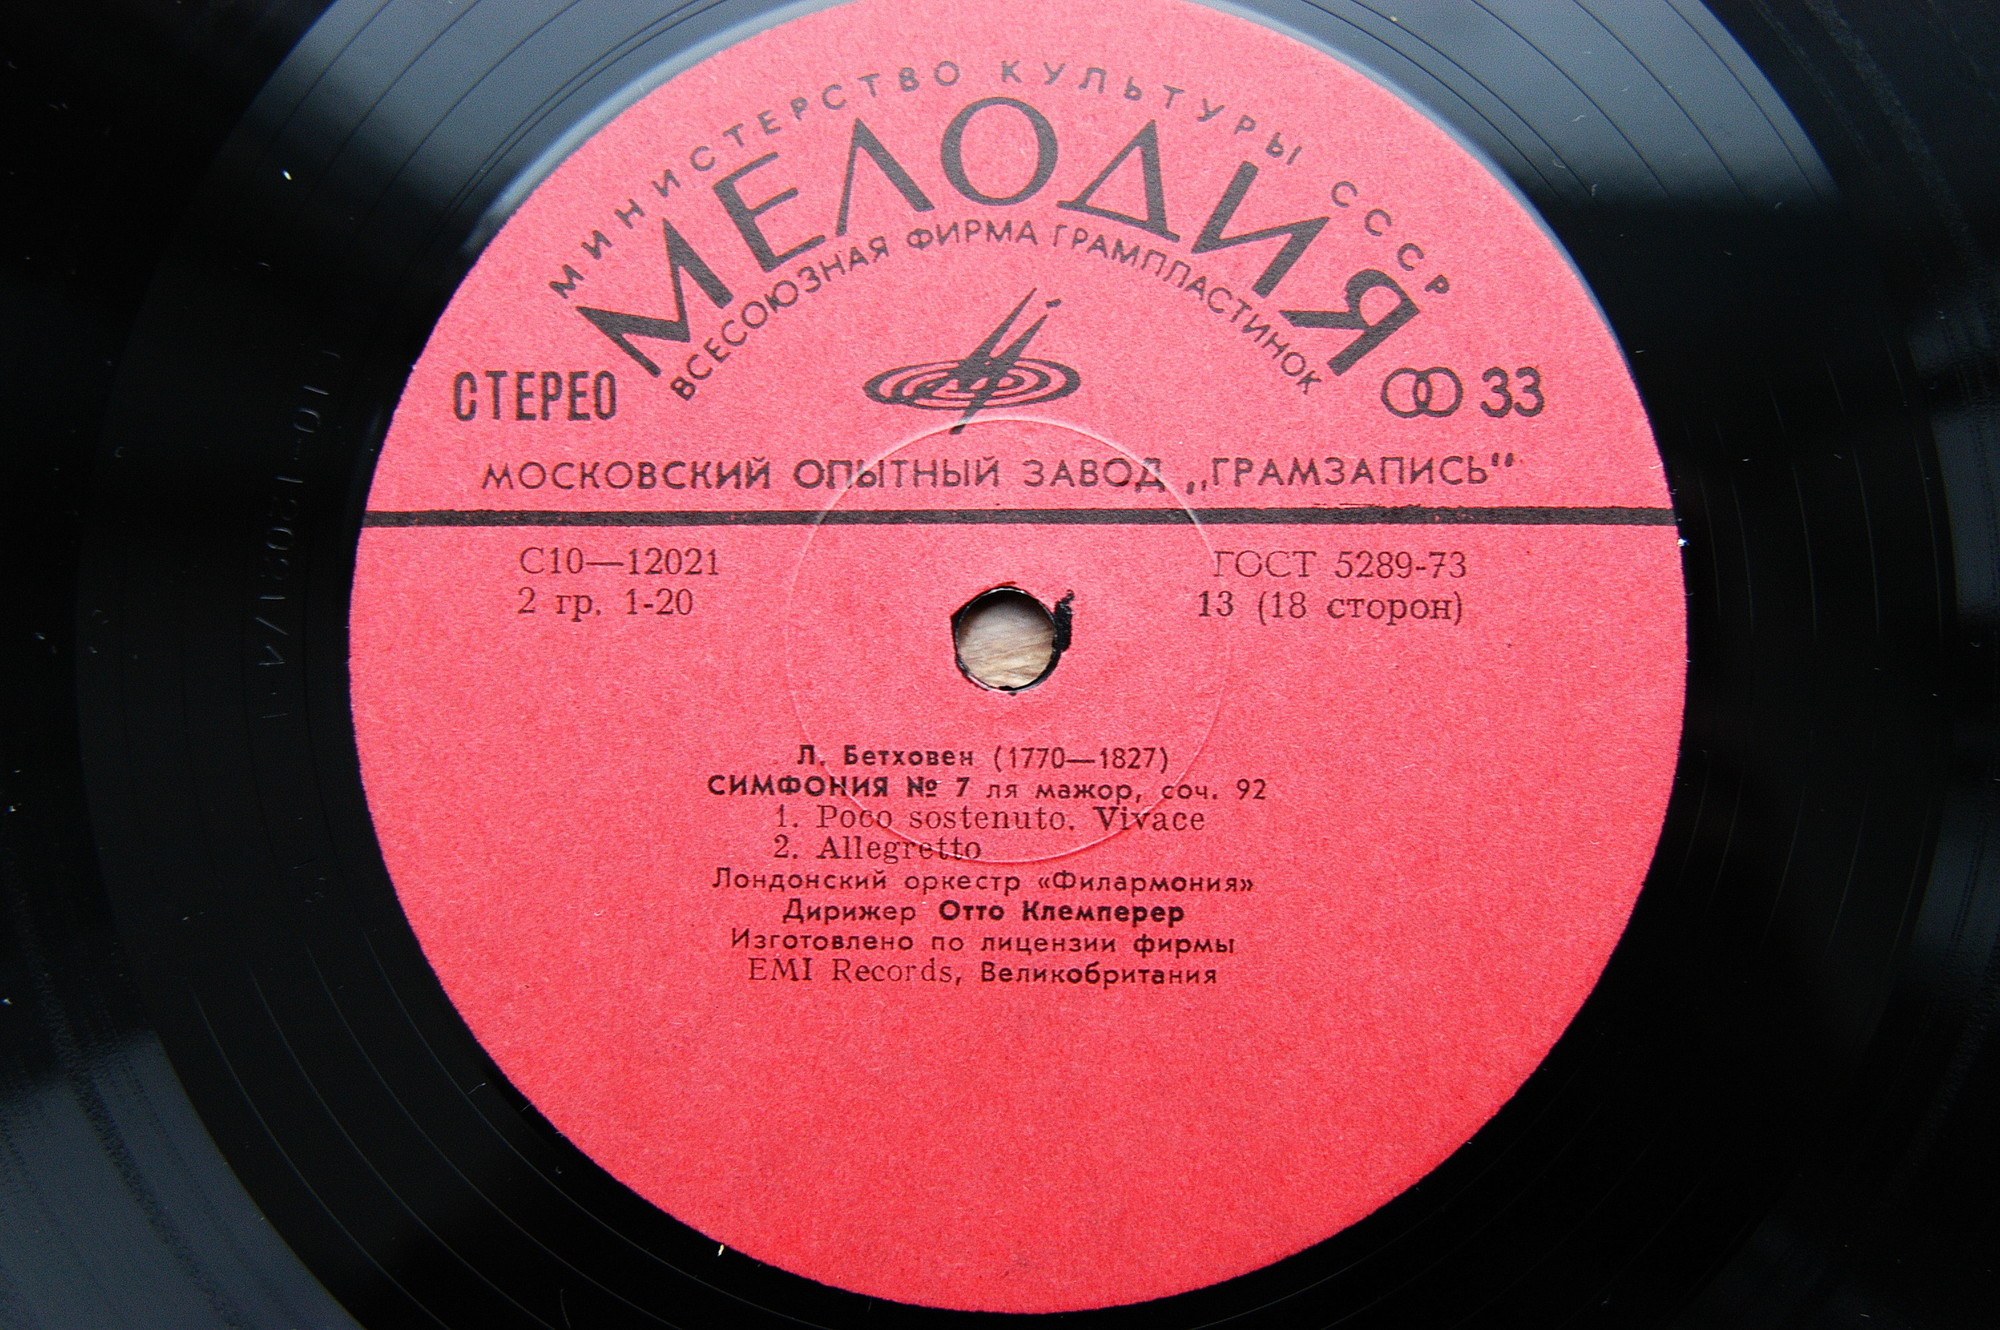 МИНИСТЕРСТВО КУЛЬТУРЫ СССР
МЕЛОДИЯ
ВСЕСОЮЗНАЯ ФИРМА ГРАМПЛАСТИНОК
СТЕРЕО
33
МОСКОВСКИЙ ОПЫТНЫЙ ЗАВОД „ГРАМЗАПИСЬ“
С10—12021
ГОСТ 5289-73
2 гр. 1-20
13 (18 сторон)
Л. Бетховен (1770—1827)
СИМФОНИЯ № 7 ля мажор, соч. 92
1. Poco sostenuto. Vivace
2. Allegretto
Лондонский оркестр «Филармония»
Дирижер Отто Клемперер
Изготовлено по лицензии фирмы
EMI Records, Великобритания